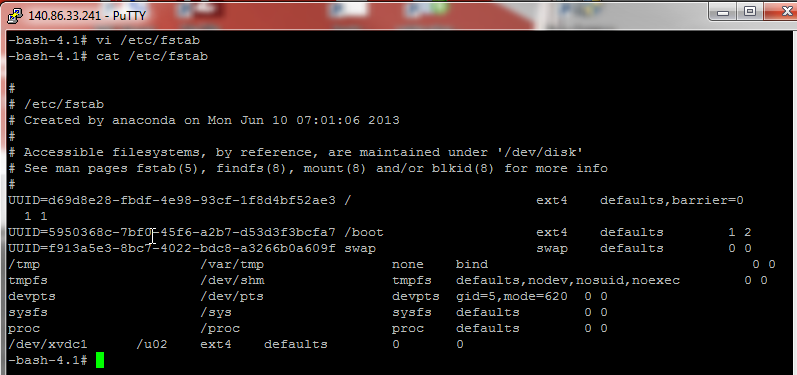 140.86.33.241 - PuTTY
-bash-4.1# vi /etc/fstab
-bash-4.1# cat /etc/fstab
#
# /etc/fstab
# Created by anaconda on Mon Jun 10 07:01:06 2013
#
# Accessible filesystems, by reference, are maintained under '/dev/disk'
# See man pages fstab(5), findfs(8), mount(8) and/or blkid(8) for more info
#
UUID=d69d8e28-fbdf-4e98-93cf-1f8d4bf52ae3 /                       ext4    defaults,barrier=0
  1 1
UUID=5950368c-7bf0-45f6-a2b7-d53d3f3bcfa7 /boot                   ext4    defaults        1 2
UUID=f913a5e3-8bc7-4022-bdc8-a3266b0a609f swap                    swap    defaults        0 0
/tmp                    /var/tmp                none    bind                                 0 0
tmpfs                   /dev/shm                tmpfs   defaults,nodev,nosuid,noexec        0 0
devpts                  /dev/pts                devpts  gid=5,mode=620  0 0
sysfs                   /sys                    sysfs   defaults        0 0
proc                    /proc                   proc    defaults        0 0
/dev/xvdc1      /u02    ext4    defaults        0       0
-bash-4.1#